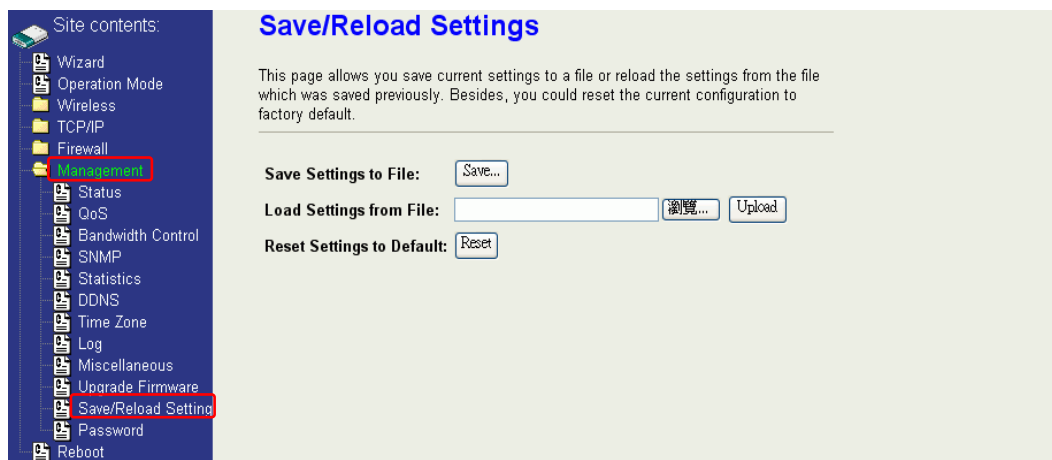 Site contents:
Wizard
Operation Mode
Wireless
TCP/IP
Firewall
Management
Status
QoS
Bandwidth Control
SNMP
Statistics
DDNS
Time Zone
Log
Miscellaneous
Upgrade Firmware
Save/Reload Setting
Password
Reboot
Save/Reload Settings
This page allows you save current settings to a file or reload the settings from the file
which was saved previously. Besides, you could reset the current configuration to
factory default.
Save Settings to File: Save...
Load Settings from File: 瀏覽... Upload
Reset Settings to Default: Reset